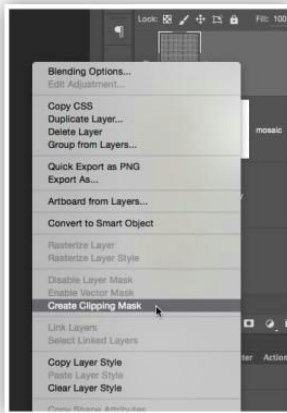 Lock:
Fill: 100
Blending Options...
Edit Adjustment...
Copy CSS
Duplicate Layer...
Delete Layer
Group from Layers...
mosaic
Quick Export as PNG
Export As...
Artboard from Layers...
Convert to Smart Object
Rasterize Layer
Rasterize Layer Style
Disable Layer Mask
Enable Vector Mask
Create Clipping Mask
Link Layers
Select Linked Layers
Copy Layer Style
Paste Layer Style
Clear Layer Style
Copy Shape Attributes